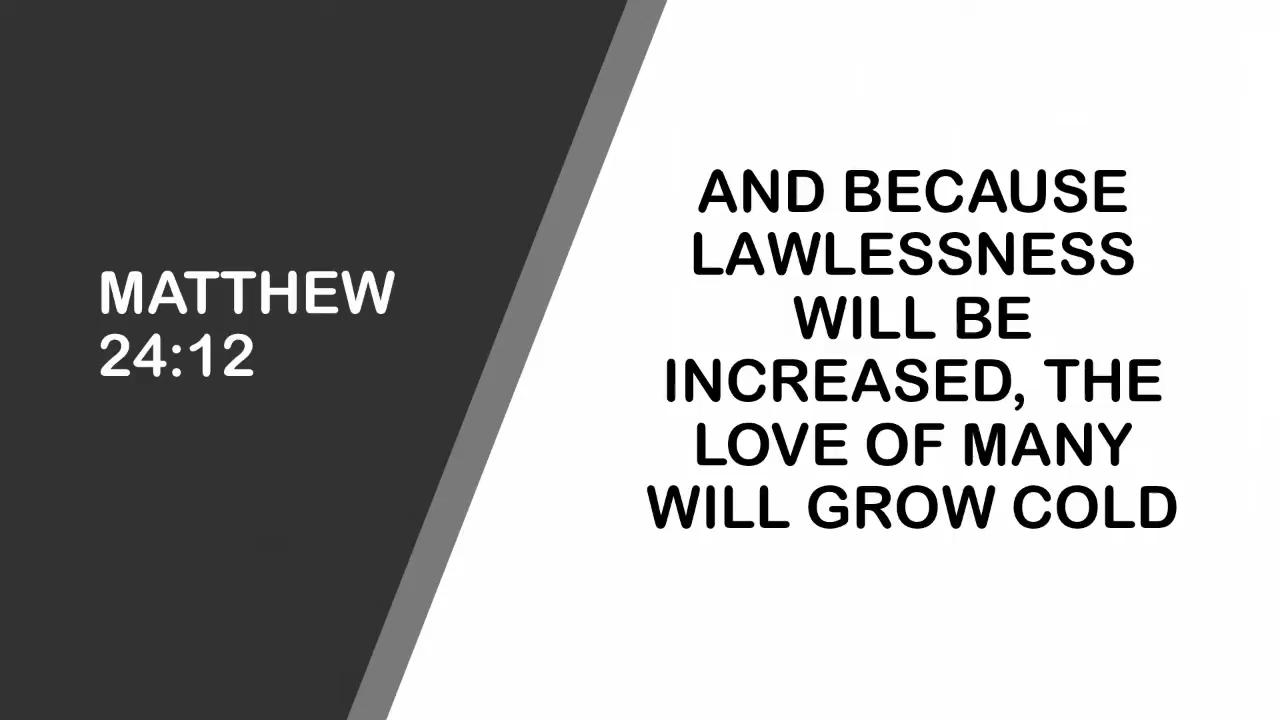 MATTHEW
24:12
AND BECAUSE
LAWLESSNESS
WILL BE
INCREASED, THE
LOVE OF MANY
WILL GROW COLD